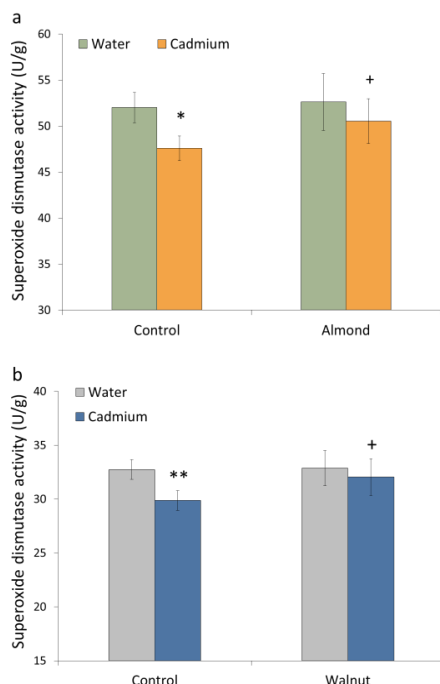 a
Water Cadmium
Superoxide dismutase activity (U/g)
60
55
50
45
40
35
30
*
+
Control Almond
b
Water
Cadmium
Superoxide dismutase activity (U/g)
40
35
30
25
20
15
**
+
Control Walnut